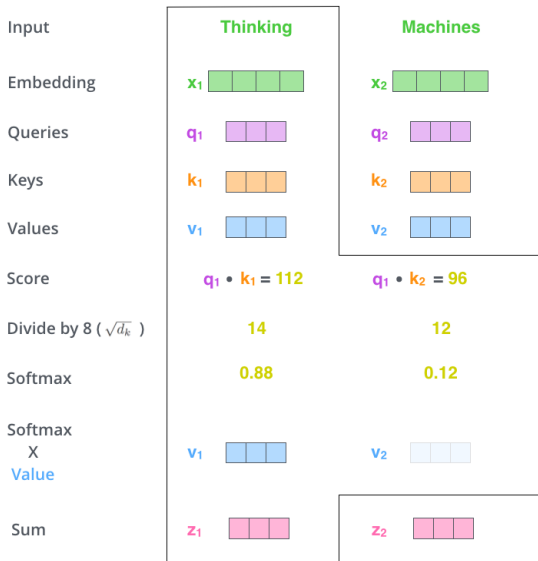 Input Thinking Machines
Embedding x1 x2
Queries q1 q2
Keys k1 k2
Values v1 v2
Score q1 • k1 = 112 q1 • k2 = 96
Divide by 8 ( √dk ) 14 12
Softmax 0.88 0.12
Softmax
X v1 v2
Value
Sum z1 z2